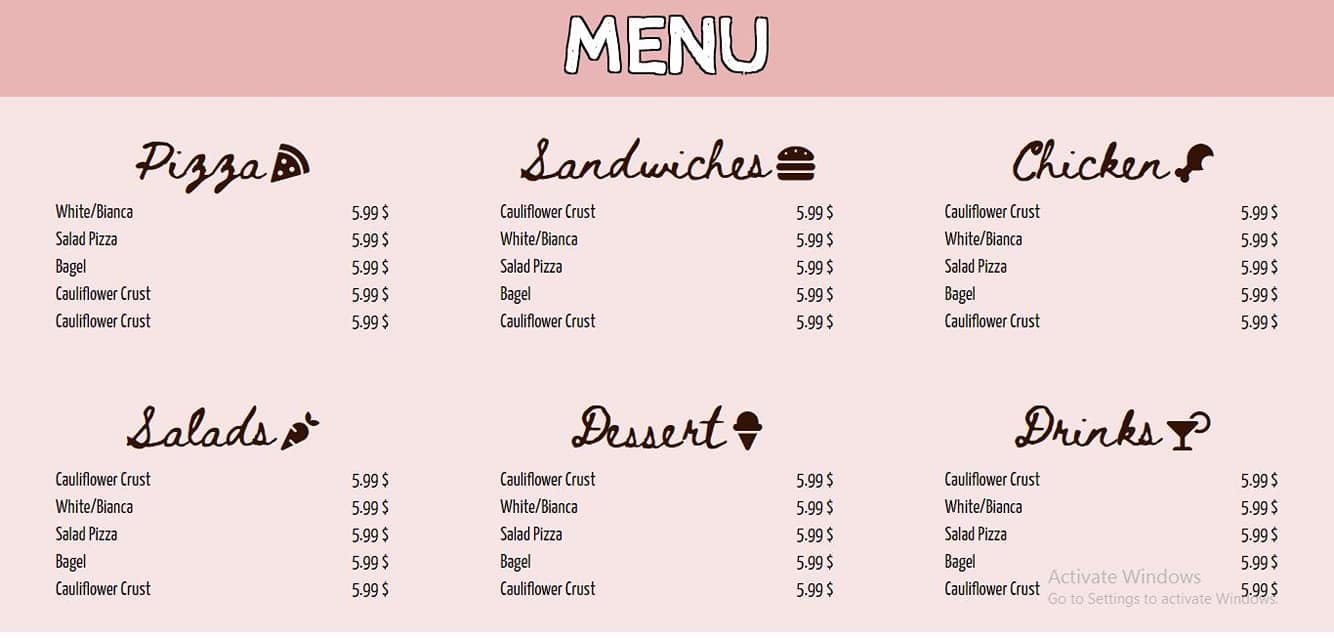 MENU
Pizza
White/Bianca 5.99 $
Salad Pizza 5.99 $
Bagel 5.99 $
Cauliflower Crust 5.99 $
Cauliflower Crust 5.99 $
Sandwiches
Cauliflower Crust 5.99 $
White/Bianca 5.99 $
Salad Pizza 5.99 $
Bagel 5.99 $
Cauliflower Crust 5.99 $
Chicken
Cauliflower Crust 5.99 $
White/Bianca 5.99 $
Salad Pizza 5.99 $
Bagel 5.99 $
Cauliflower Crust 5.99 $
Salads
Cauliflower Crust 5.99 $
White/Bianca 5.99 $
Salad Pizza 5.99 $
Bagel 5.99 $
Cauliflower Crust 5.99 $
Dessert
Cauliflower Crust 5.99 $
White/Bianca 5.99 $
Salad Pizza 5.99 $
Bagel 5.99 $
Cauliflower Crust 5.99 $
Drinks
Cauliflower Crust 5.99 $
White/Bianca 5.99 $
Salad Pizza 5.99 $
Bagel 5.99 $
Cauliflower Crust 5.99 $
Activate Windows
Go to Settings to activate Windows.